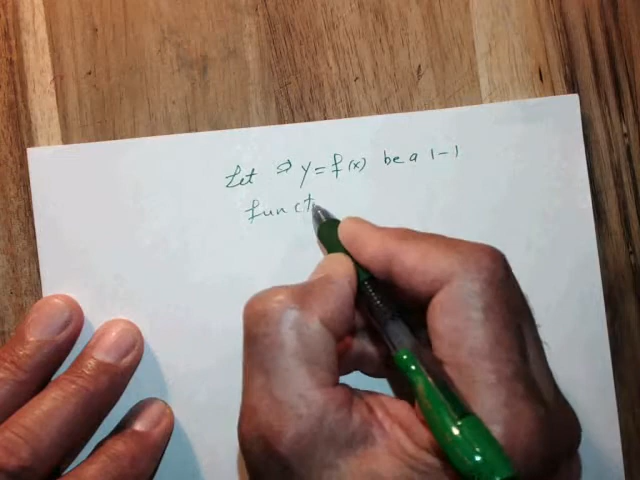 Let y = f(x) be a 1-1
funct